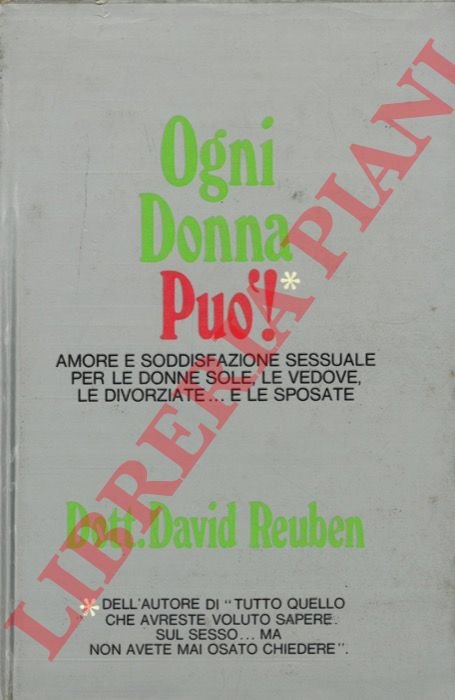 Ogni
Donna
Puo'!*
AMORE E SODDISFAZIONE SESSUALE
PER LE DONNE SOLE, LE VEDOVE,
LE DIVORZIATE... E LE SPOSATE
Dott. David Reuben
*DELL'AUTORE DI "TUTTO QUELLO
CHE AVRESTE VOLUTO SAPERE
SUL SESSO... MA
NON AVETE MAI OSATO CHIEDERE".
LIBRERIA PIANI